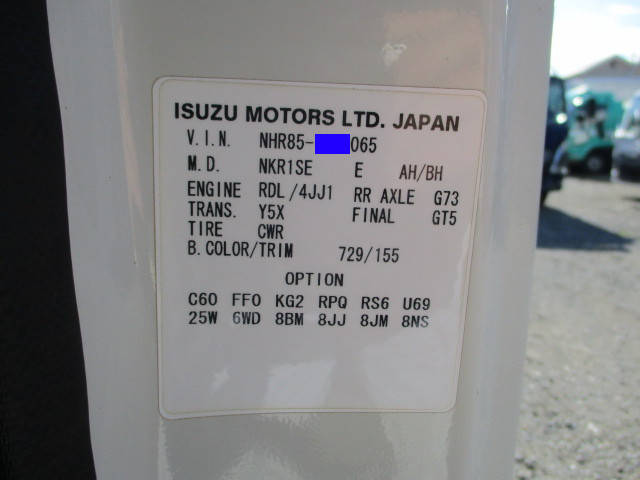 ISUZU MOTORS LTD. JAPAN
V.I.N. NHR85- 065
M.D. NKR1SE E AH/BH
ENGINE RDL/4JJ1 RR AXLE G73
TRANS. Y5X FINAL GT5
TIRE CWR
B.COLOR/TRIM 729/155
OPTION
C60 FF0 KG2 RPQ RS6 U69
25W 6WD 8BM 8JJ 8JM 8NS